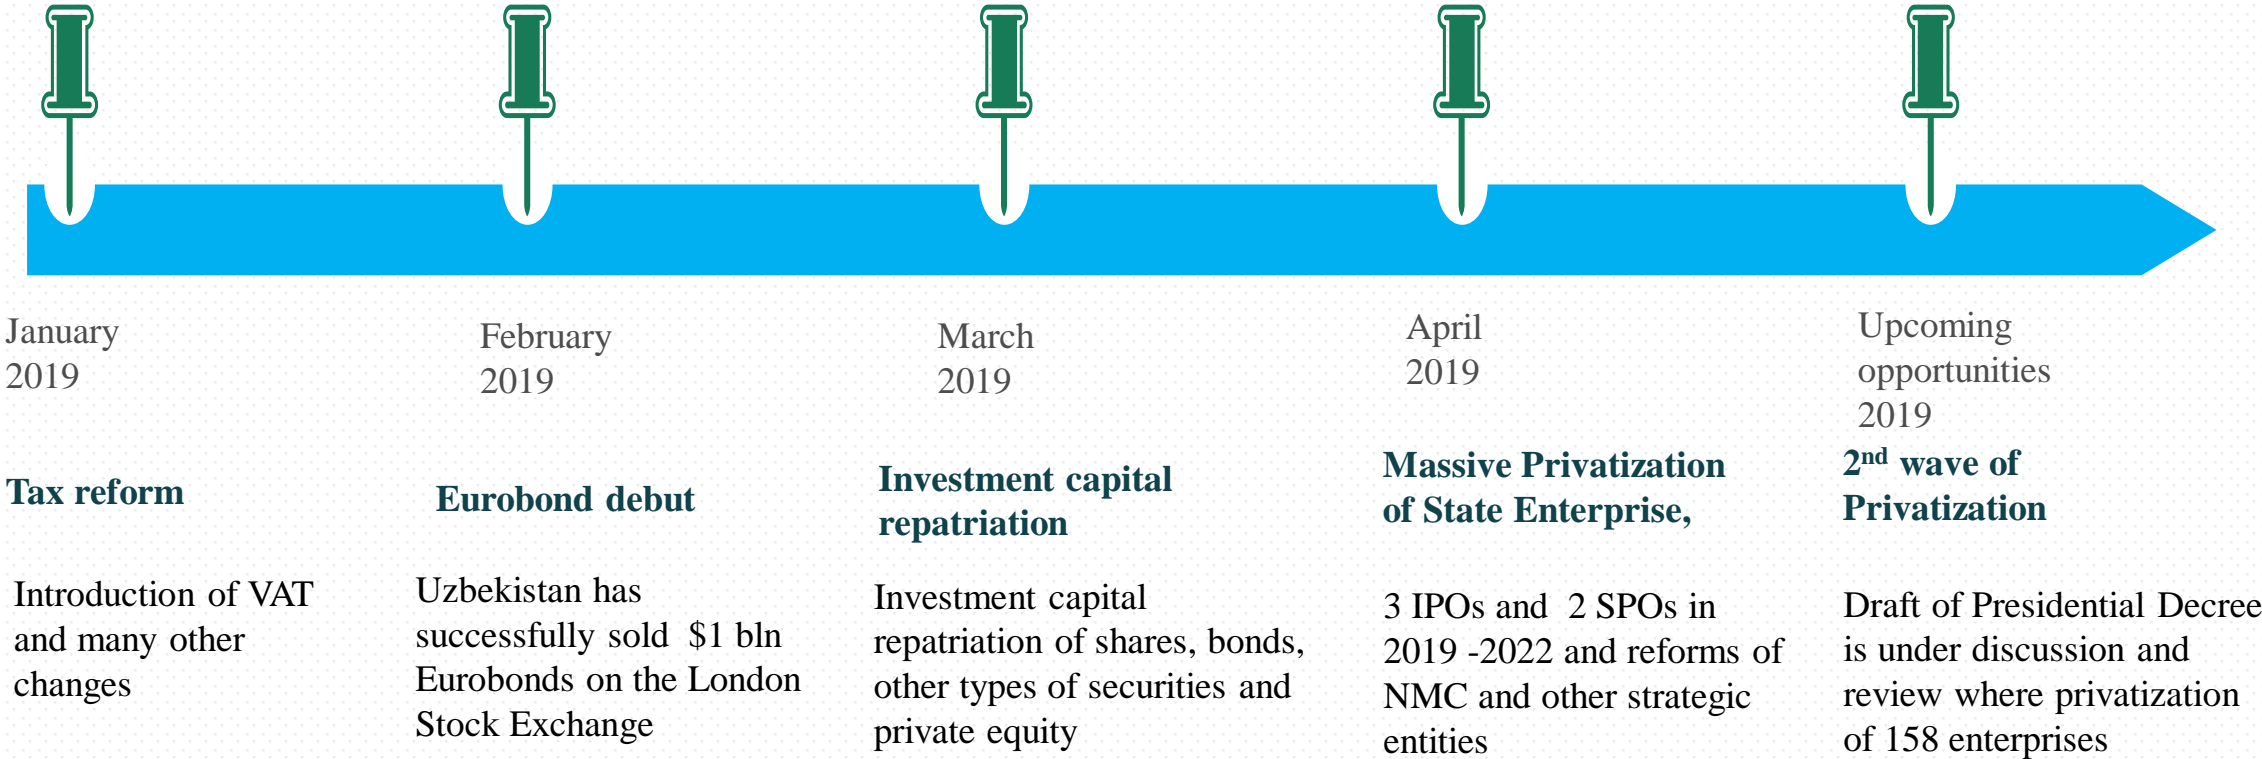 January
2019
Tax reform
Introduction of VAT
and many other
changes
February
2019
Eurobond debut
Uzbekistan has
successfully sold $1 bln
Eurobonds on the London
Stock Exchange
March
2019
Investment capital
repatriation
Investment capital
repatriation of shares, bonds,
other types of securities and
private equity
April
2019
Massive Privatization
of State Enterprise,
3 IPOs and 2 SPOs in
2019 -2022 and reforms of
NMC and other strategic
entities
Upcoming
opportunities
2019
2nd wave of
Privatization
Draft of Presidential Decree
is under discussion and
review where privatization
of 158 enterprises